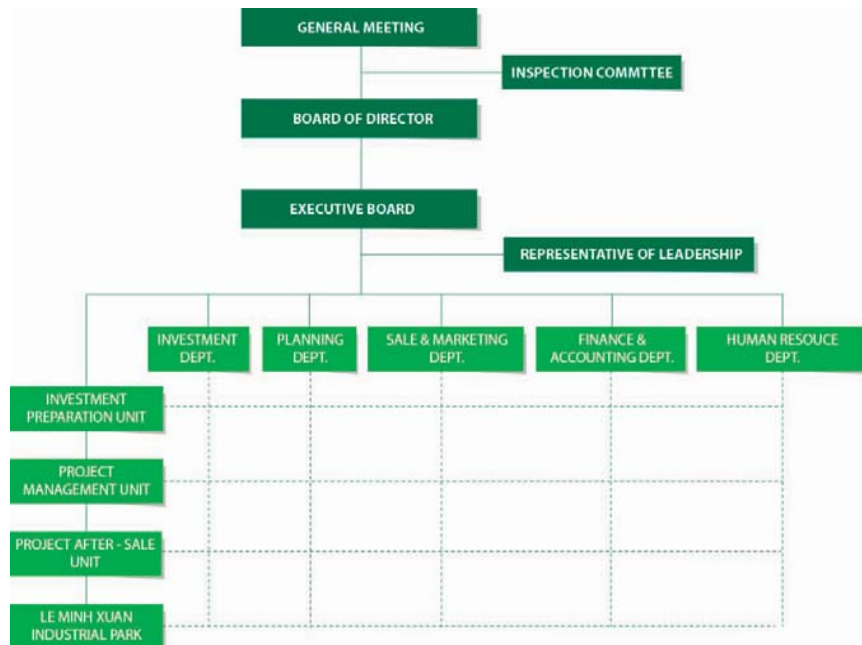 GENERAL MEETING
INSPECTION COMMTTEE
BOARD OF DIRECTOR
EXECUTIVE BOARD
REPRESENTATIVE OF LEADERSHIP
INVESTMENT
DEPT.
PLANNING
DEPT.
SALE & MARKETING
DEPT.
FINANCE &
ACCOUNTING DEPT.
HUMAN RESOUCE
DEPT.
INVESTMENT
PREPARATION UNIT
PROJECT
MANAGEMENT UNIT
PROJECT AFTER - SALE
UNIT
LE MINH XUAN
INDUSTRIAL PARK